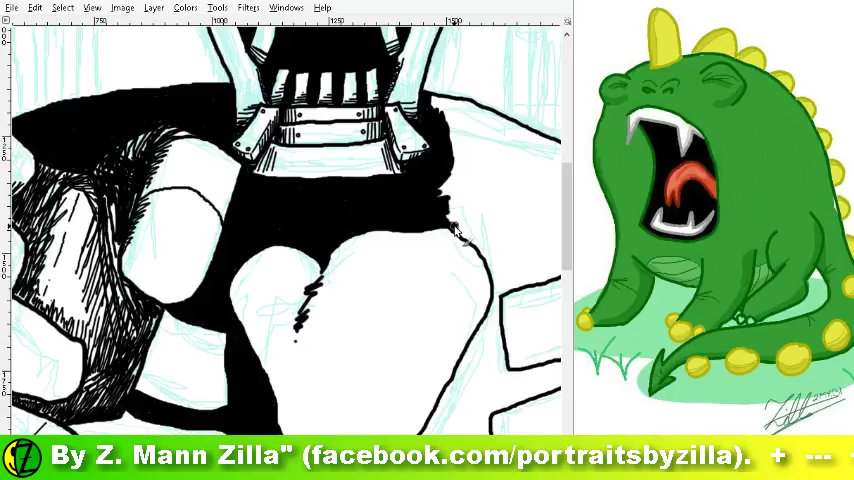 File Edit Select View Image Layer Colors Tools Filters Windows Help
750 1000 1250 1500
By Z. Mann Zilla" (facebook.com/portraitsbyzilla). + --- +